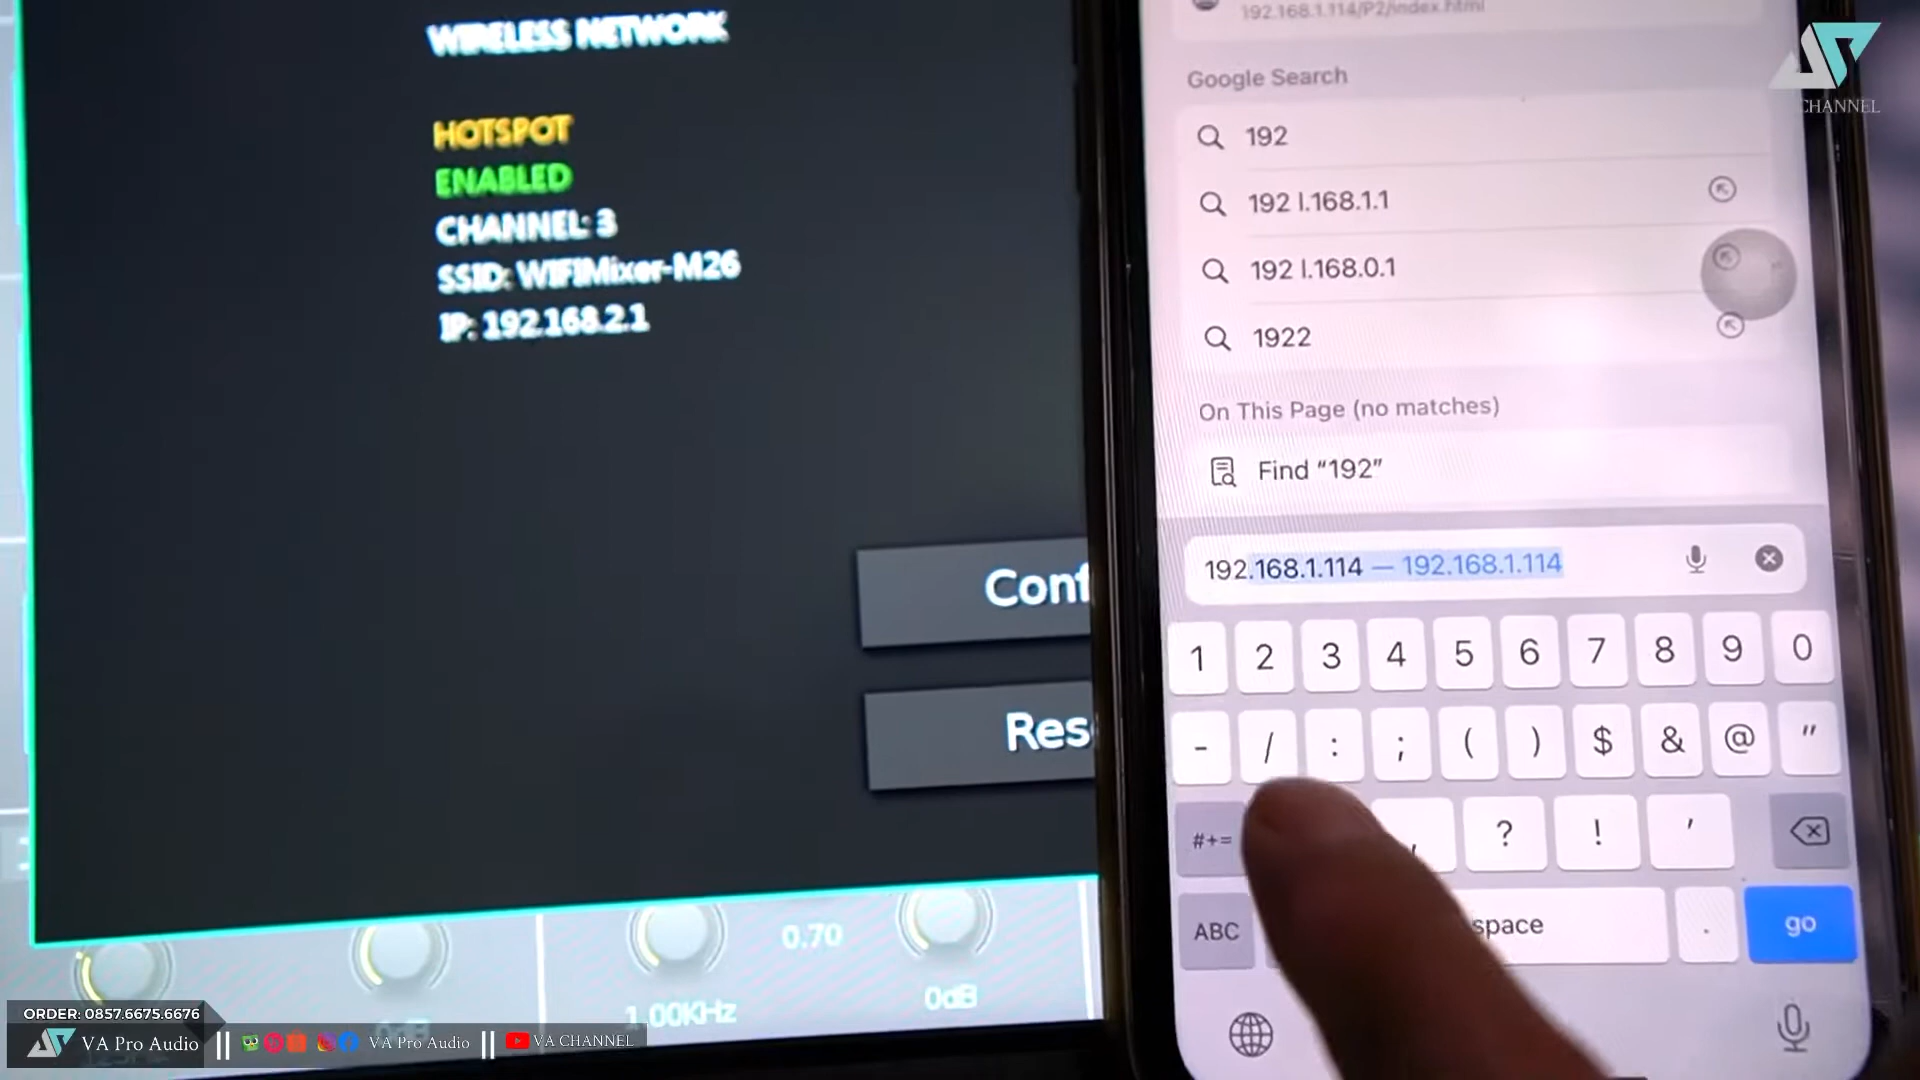 WIRELESS NETWORK
HOTSPOT
ENABLED
CHANNEL: 3
SSID: WIFIMixer-M26
IP: 192.168.2.1
Conf
Res
0.70
1.00KHz
0dB
0dB
192.168.1.114/P2/index.html
Google Search
192
192 l.168.1.1
192 l.168.0.1
1922
On This Page (no matches)
Find “192”
192.168.1.114 — 192.168.1.114
1 2 3 4 5 6 7 8 9 0
- / : ; ( ) $ & @ "
#+= , ? ! '
ABC space . go
CHANNEL
ORDER: 0857.6675.6676
VA Pro Audio || VA Pro Audio || VA CHANNEL